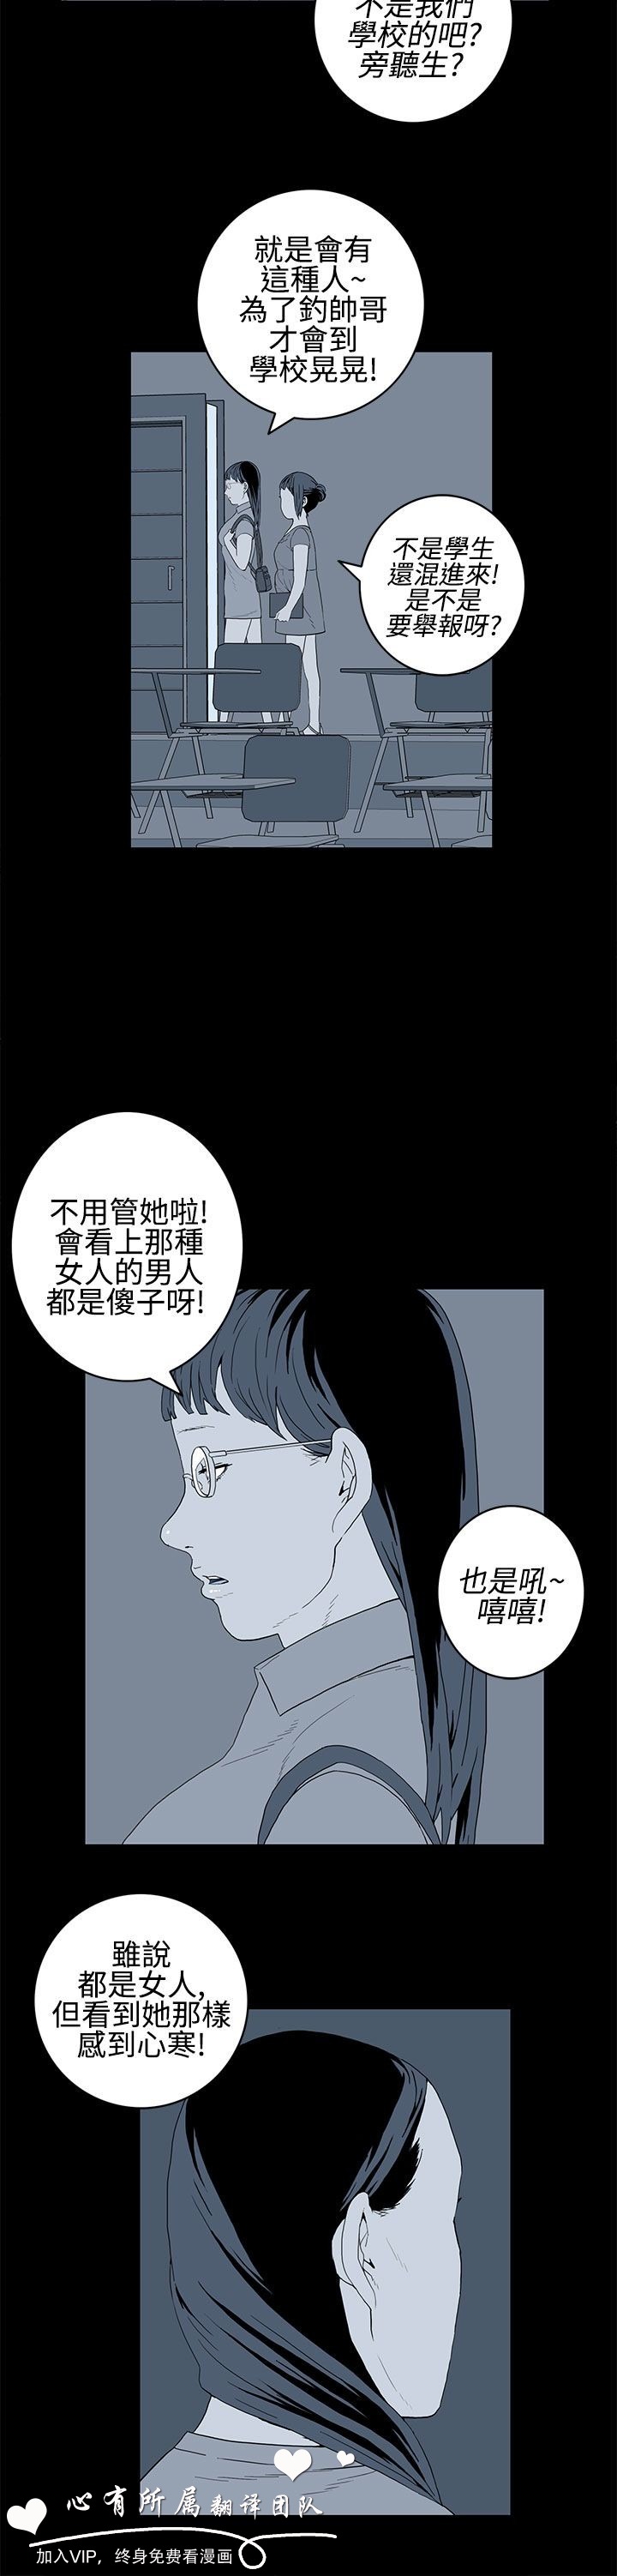 不是我們
學校的吧?
旁聽生?
就是會有
這種人~
為了釣帥哥
才會到
學校晃晃!
不是學生
還混進來!
是不是
要舉報呀?
不用管她啦!
會看上那種
女人的男人
都是傻子呀!
也是吼~
嘻嘻!
雖說
都是女人,
但看到她那樣
感到心寒!
心有所属翻译团队
加入VIP，终身免费看漫画